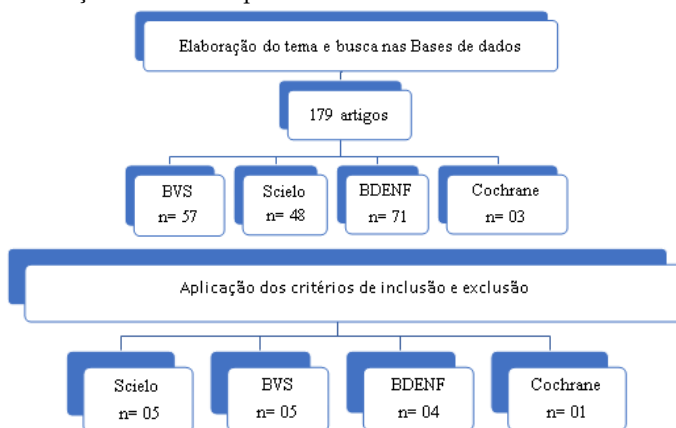 Elaboração do tema e busca nas Bases de dados
179 artigos
BVS
n= 57
Scielo
n= 48
BDENF
n= 71
Cochrane
n= 03
Aplicação dos critérios de inclusão e exclusão
Scielo
n= 05
BVS
n= 05
BDENF
n= 04
Cochrane
n= 01